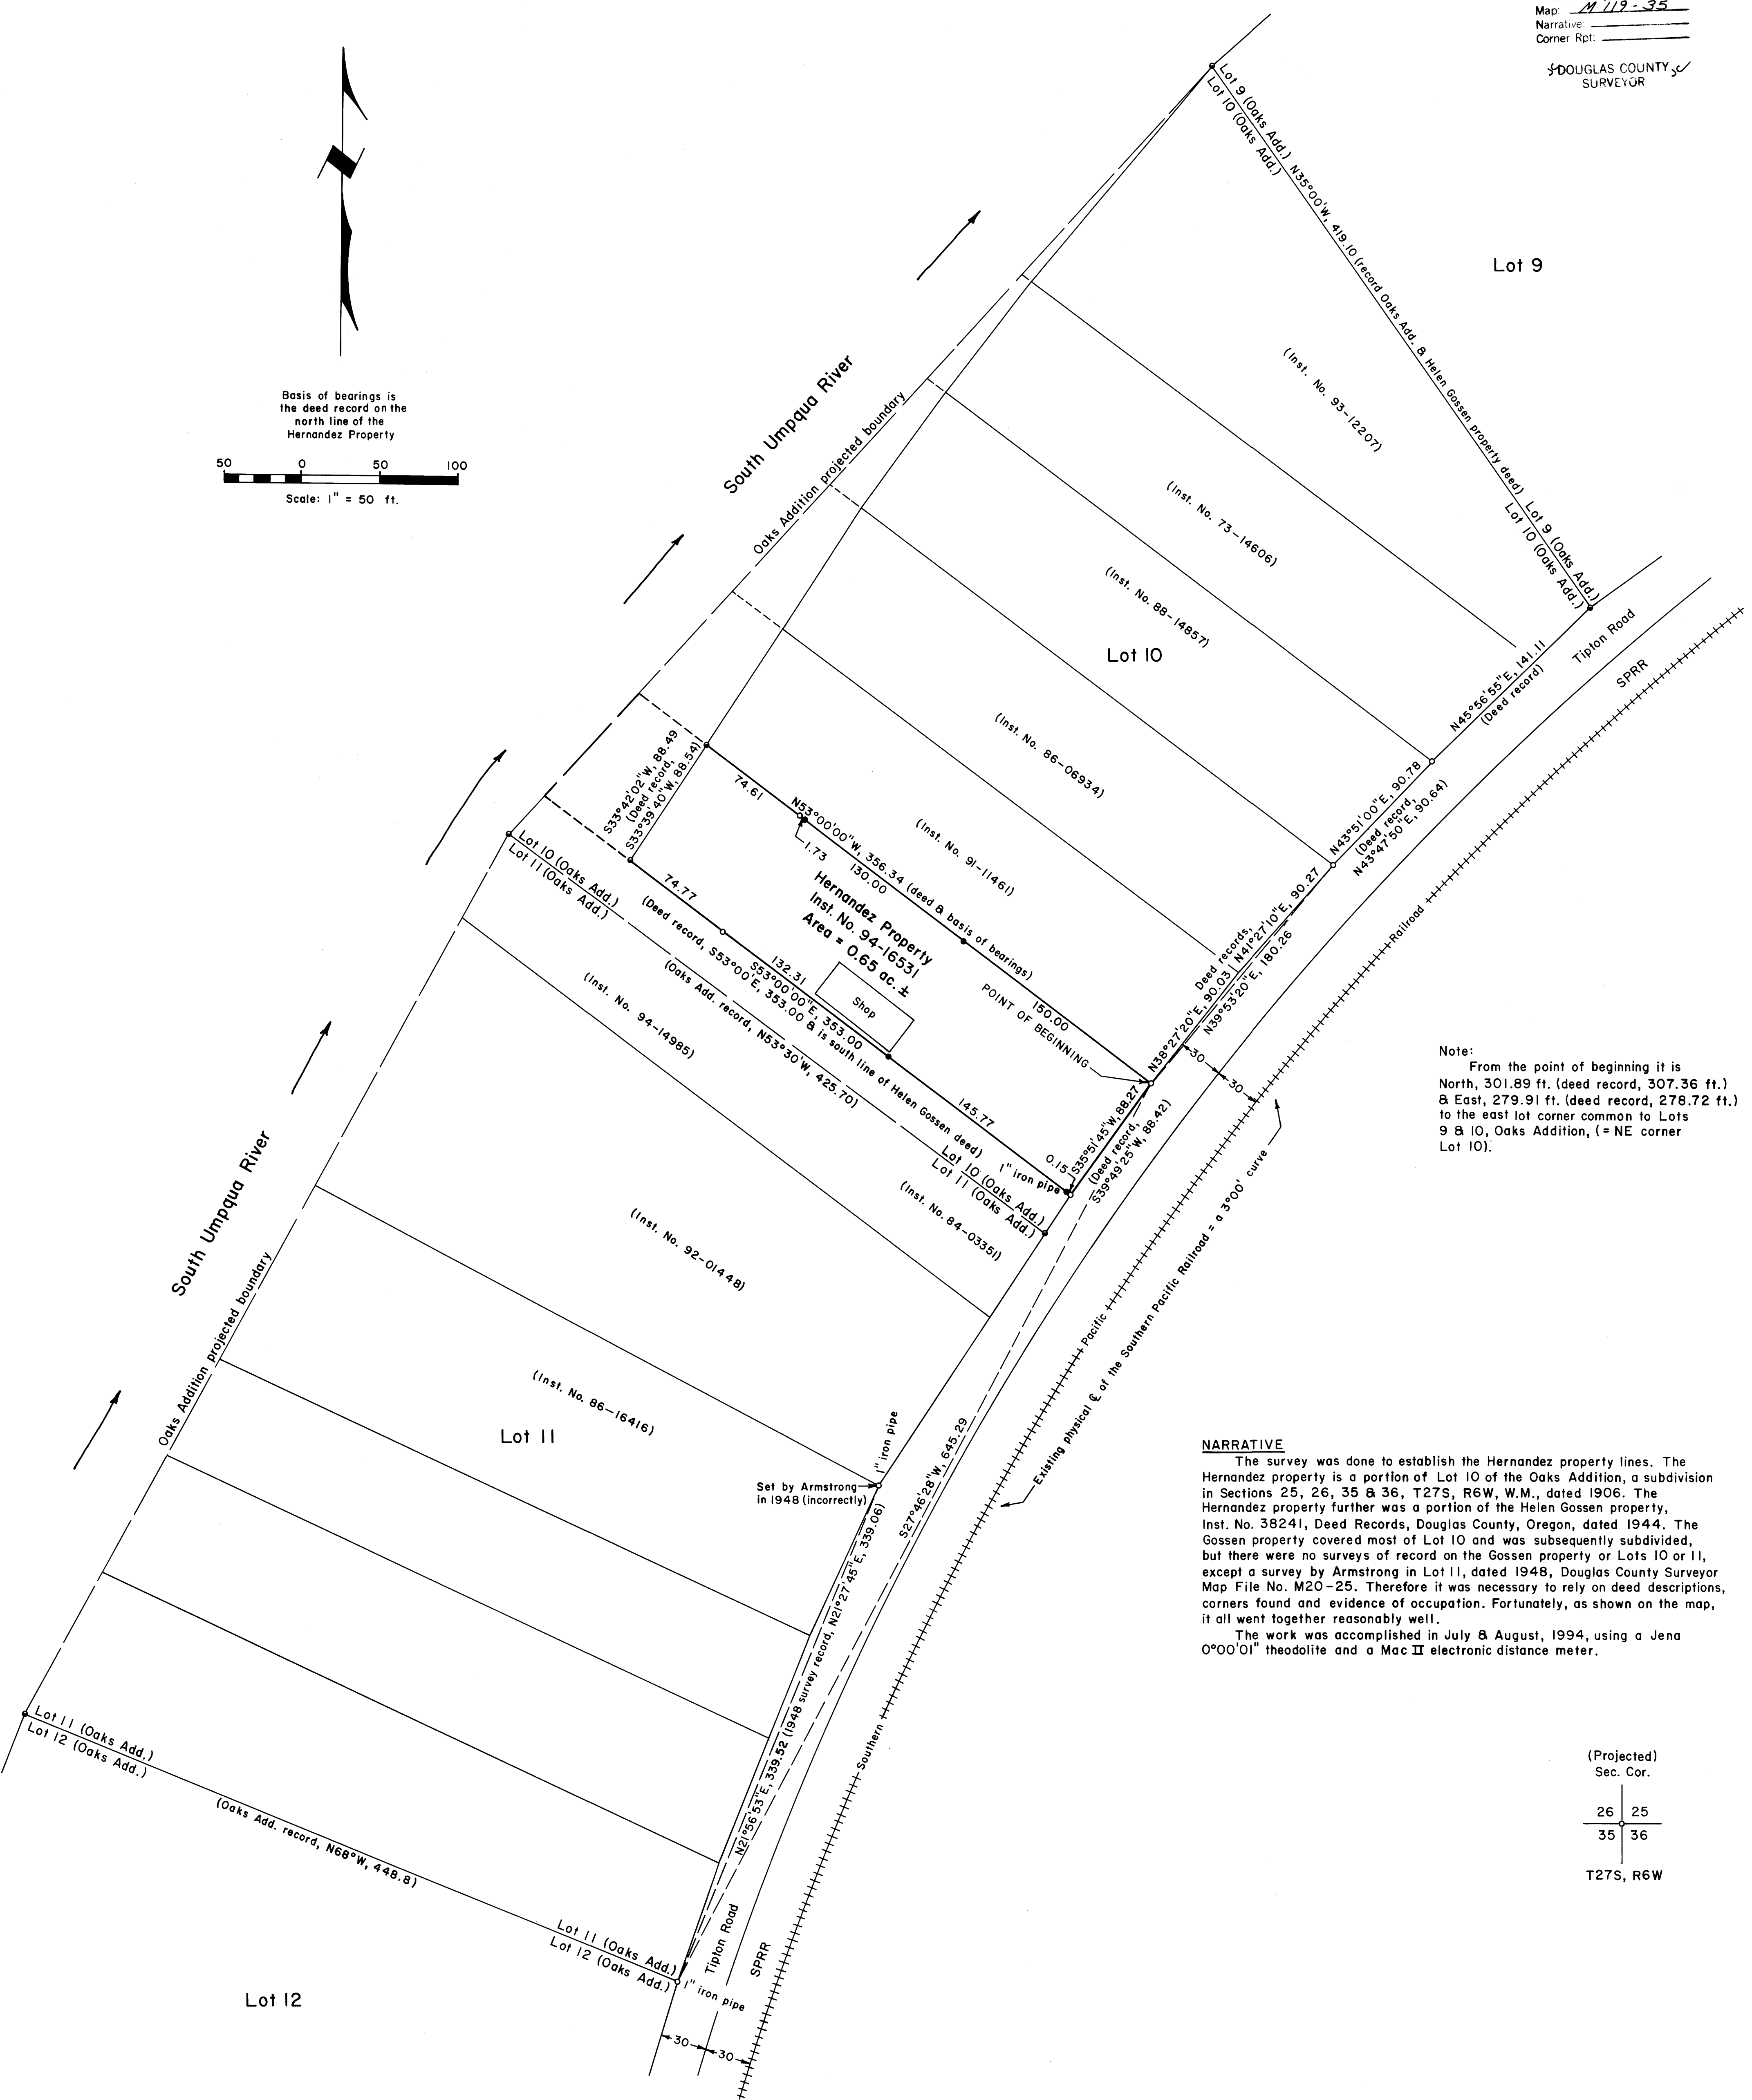 Map: M 119-35
Narrative:
Corner Rpt:
DOUGLAS COUNTY
SURVEYOR
Basis of bearings is
the deed record on the
north line of the
Hernandez Property
50 0 50 100
Scale: 1" = 50 ft.
Lot 9 (Oaks Add.)
Lot 10 (Oaks Add.)
N35°00'W, 419.10 (record Oaks Add. & Helen Gossen property deed)
Lot 9 (Oaks Add.)
Lot 10 (Oaks Add.)
Lot 9
South Umpqua River
Oaks Addition projected boundary
(Inst. No. 93-12207)
(Inst. No. 73-14606)
(Inst. No. 88-14857)
Lot 10
(Inst. No. 86-06934)
(Inst. No. 91-11461)
Tipton Road
SPRR
N45°56'55"E, 141.11
(Deed record)
N43°51'00"E, 90.78
(Deed record,
N43°47'50"E, 90.64)
Deed records,
N38°27'20"E, 90.03
N41°27'10"E, 90.27
N39°53'20"E, 180.26
S33°42'02"W, 88.49
(Deed record,
S33°39'40"W, 88.54)
74.61
N53°00'00"W, 356.34 (deed & basis of bearings)
1.73
130.00
150.00
Hernandez Property
Inst. No. 94-16531
Area = 0.65 ac. ±
Shop
POINT OF BEGINNING
74.77
132.31
S53°00'00"E, 353.00
145.77
(Deed record, S53°00'E, 353.00 & is south line of Helen Gossen deed)
Lot 10 (Oaks Add.)
Lot 11 (Oaks Add.)
(Oaks Add. record, N53°30'W, 425.70)
Lot 10 (Oaks Add.)
Lot 11 (Oaks Add.)
1" iron pipe
0.15
S35°51'45"W, 88.27
(Deed record,
S39°49'25"W, 88.42)
30
30
Railroad
Pacific
Southern
Existing physical ℄ of the Southern Pacific Railroad = a 3°00' curve
Note:
From the point of beginning it is
North, 301.89 ft. (deed record, 307.36 ft.)
& East, 279.91 ft. (deed record, 278.72 ft.)
to the east lot corner common to Lots
9 & 10, Oaks Addition, (= NE corner
Lot 10).
(Inst. No. 94-14985)
(Inst. No. 84-03351)
(Inst. No. 92-01448)
(Inst. No. 86-16416)
South Umpqua River
Oaks Addition projected boundary
Lot 11
1" iron pipe
Set by Armstrong
in 1948 (incorrectly)
S27°46'28"W, 645.29
N21°56'53"E, 339.52 (1948 survey record, N21°27'45"E, 339.06)
NARRATIVE
The survey was done to establish the Hernandez property lines. The
Hernandez property is a portion of Lot 10 of the Oaks Addition, a subdivision
in Sections 25, 26, 35 & 36, T27S, R6W, W.M., dated 1906. The
Hernandez property further was a portion of the Helen Gossen property,
Inst. No. 38241, Deed Records, Douglas County, Oregon, dated 1944. The
Gossen property covered most of Lot 10 and was subsequently subdivided,
but there were no surveys of record on the Gossen property or Lots 10 or 11,
except a survey by Armstrong in Lot 11, dated 1948, Douglas County Surveyor
Map File No. M20-25. Therefore it was necessary to rely on deed descriptions,
corners found and evidence of occupation. Fortunately, as shown on the map,
it all went together reasonably well.
The work was accomplished in July & August, 1994, using a Jena
0°00'01" theodolite and a Mac II electronic distance meter.
Lot 11 (Oaks Add.)
Lot 12 (Oaks Add.)
(Oaks Add. record, N68°W, 448.8)
Lot 11 (Oaks Add.)
Lot 12 (Oaks Add.)
1" iron pipe
Tipton Road
SPRR
30
30
Lot 12
(Projected)
Sec. Cor.
26 25
35 36
T27S, R6W